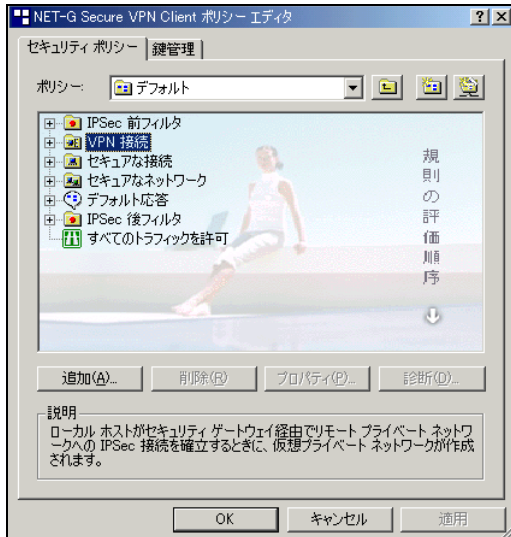 NET-G Secure VPN Client ポリシー エディタ
セキュリティ ポリシー
鍵管理
ポリシー:
デフォルト
IPSec 前フィルタ
VPN 接続
セキュアな接続
セキュアなネットワーク
デフォルト応答
IPSec 後フィルタ
すべてのトラフィックを許可
規則の評価順序
追加(A)...
削除(R)
プロパティ(P)...
診断(D)...
説明
ローカル ホストがセキュリティ ゲートウェイ経由でリモート プライベート ネットワ
ークへの IPSec 接続を確立するときに、仮想プライベート ネットワークが作成
されます。
OK
キャンセル
適用